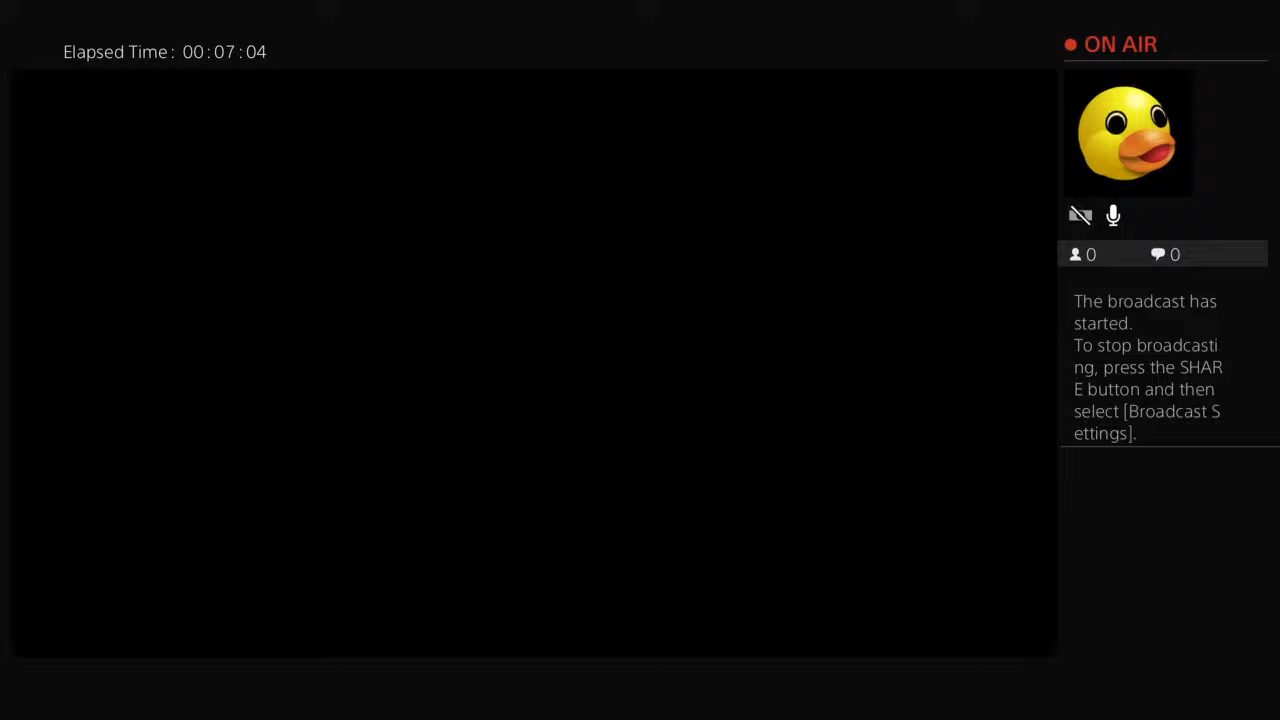 Elapsed Time: 00:07:04
ON AIR
0 0
The broadcast has
started.
To stop broadcasti
ng, press the SHAR
E button and then
select [Broadcast S
ettings].